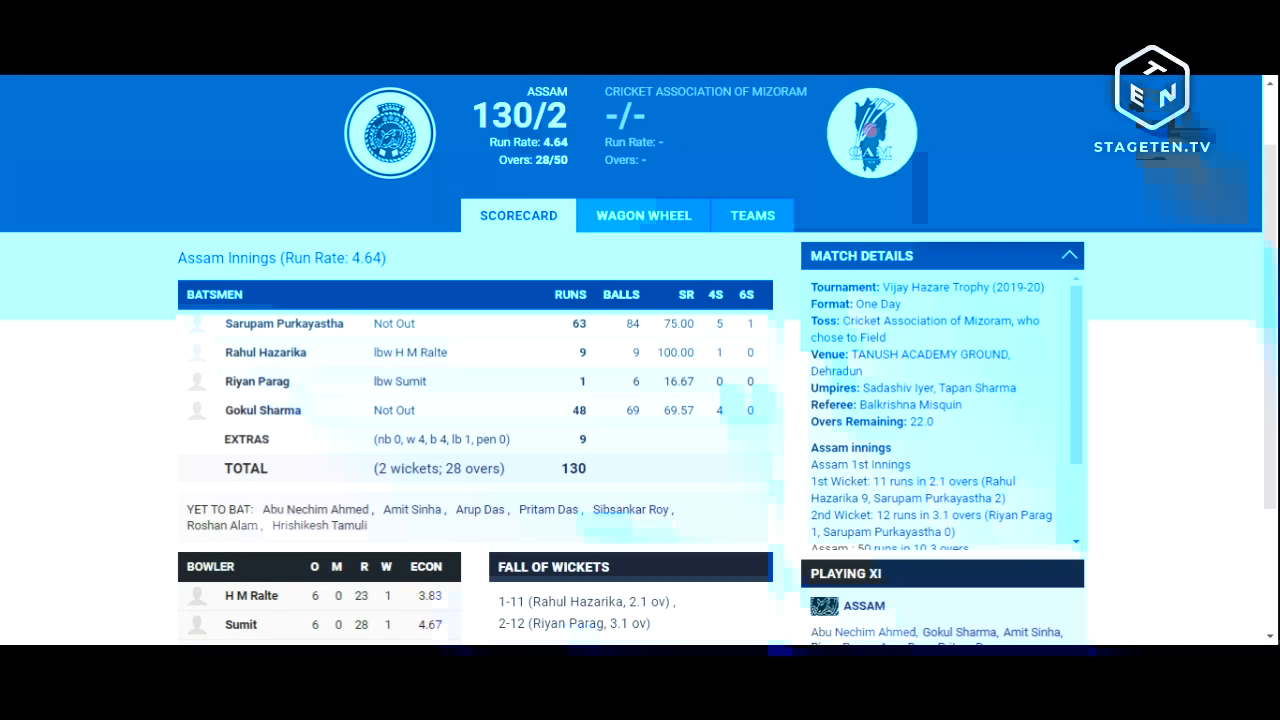 TEN
STAGETEN.TV
ASSAM
130/2
Run Rate: 4.64
Overs: 28/50
CRICKET ASSOCIATION OF MIZORAM
-/-
Run Rate: -
Overs: -
CAM
SCORECARD WAGON WHEEL TEAMS
Assam Innings (Run Rate: 4.64)
BATSMEN RUNS BALLS SR 4S 6S
Sarupam Purkayastha Not Out 63 84 75.00 5 1
Rahul Hazarika lbw H M Ralte 9 9 100.00 1 0
Riyan Parag lbw Sumit 1 6 16.67 0 0
Gokul Sharma Not Out 48 69 69.57 4 0
EXTRAS (nb 0, w 4, b 4, lb 1, pen 0) 9
TOTAL (2 wickets; 28 overs) 130
YET TO BAT: Abu Nechim Ahmed , Amit Sinha , Arup Das , Pritam Das , Sibsankar Roy ,
Roshan Alam , Hrishikesh Tamuli
BOWLER O M R W ECON
H M Ralte 6 0 23 1 3.83
Sumit 6 0 28 1 4.67
FALL OF WICKETS
1-11 (Rahul Hazarika, 2.1 ov) ,
2-12 (Riyan Parag, 3.1 ov)
MATCH DETAILS
Tournament: Vijay Hazare Trophy (2019-20)
Format: One Day
Toss: Cricket Association of Mizoram, who
chose to Field
Venue: TANUSH ACADEMY GROUND,
Dehradun
Umpires: Sadashiv Iyer, Tapan Sharma
Referee: Balkrishna Misquin
Overs Remaining: 22.0
Assam innings
Assam 1st Innings
1st Wicket: 11 runs in 2.1 overs (Rahul
Hazarika 9, Sarupam Purkayastha 2)
2nd Wicket: 12 runs in 3.1 overs (Riyan Parag
1, Sarupam Purkayastha 0)
Assam : 50 runs in 10.3 overs
PLAYING XI
ASSAM
Abu Nechim Ahmed, Gokul Sharma, Amit Sinha,